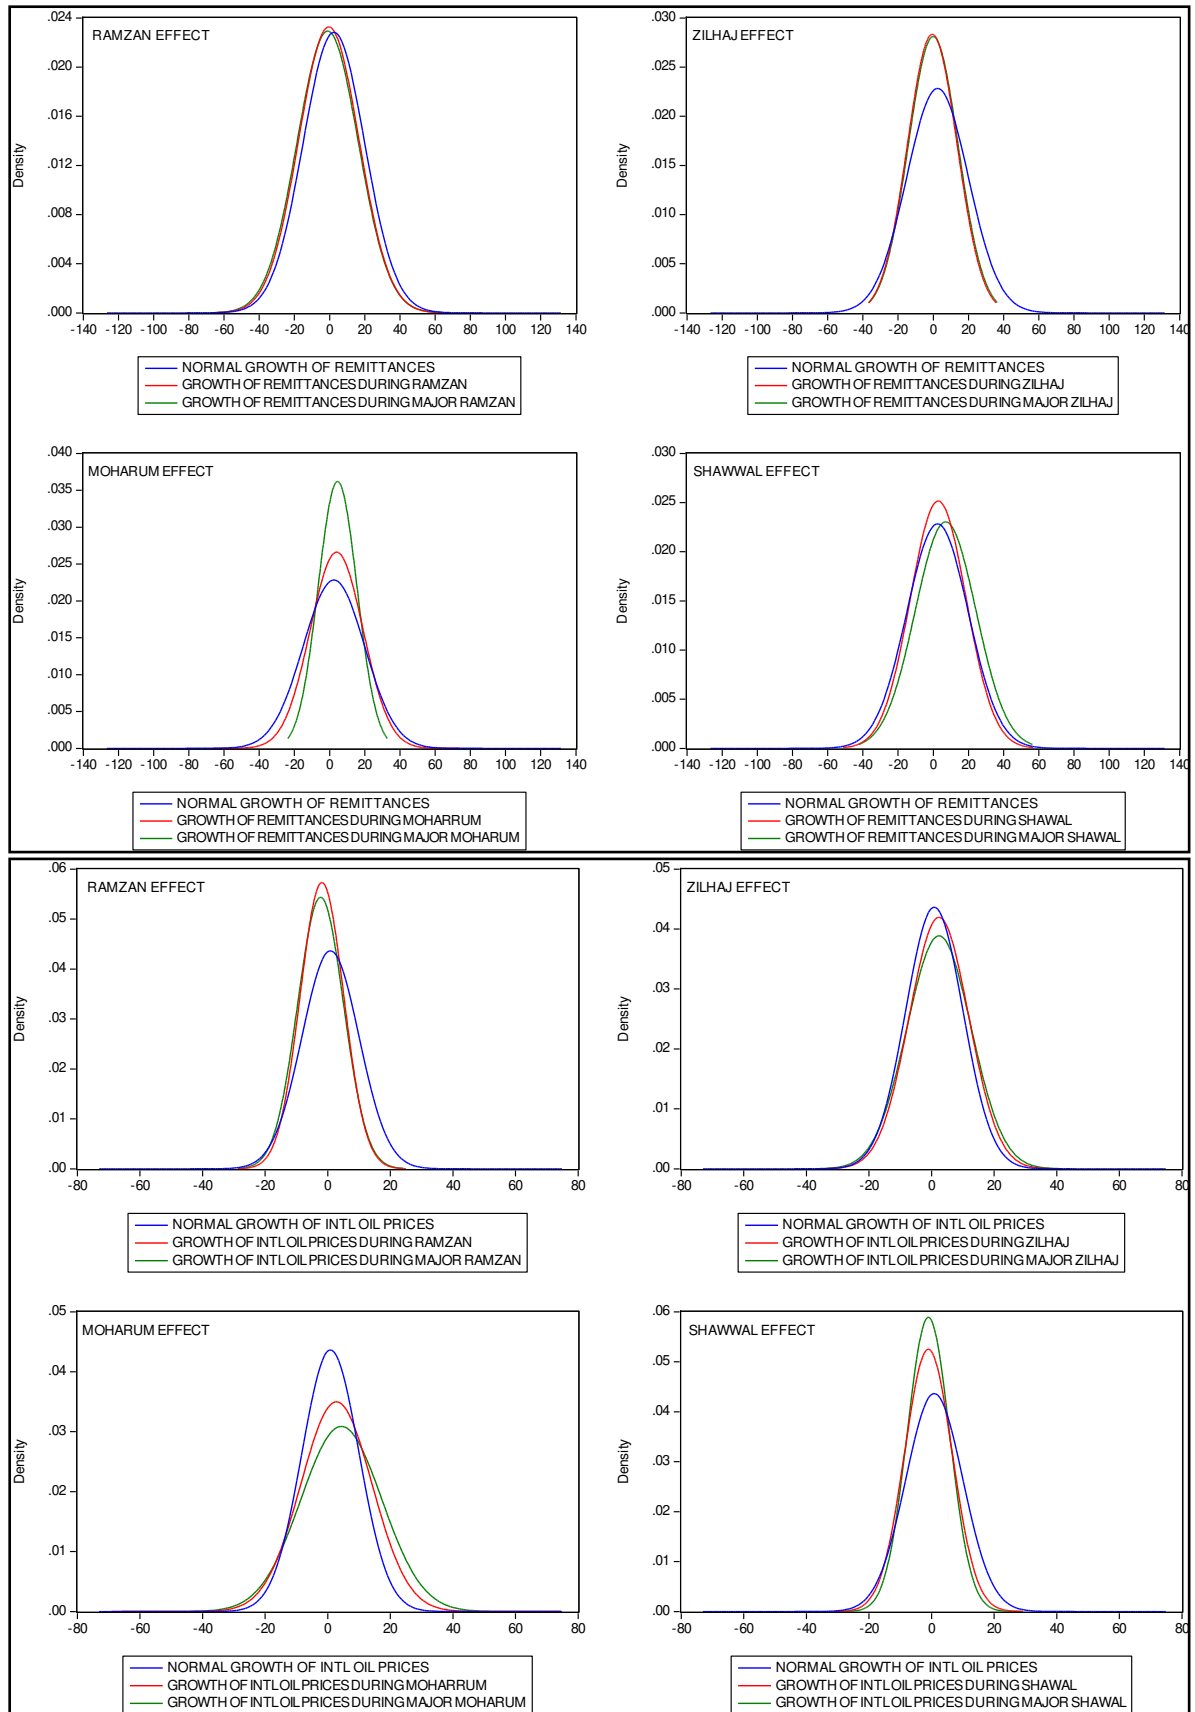 RAMZAN EFFECT
Density
.024
.020
.016
.012
.008
.004
.000
-140 -120 -100 -80 -60 -40 -20 0 20 40 60 80 100 120 140
NORMAL GROWTH OF REMITTANCES
GROWTH OF REMITTANCES DURING RAMZAN
GROWTH OF REMITTANCES DURING MAJOR RAMZAN
ZILHAJ EFFECT
Density
.030
.025
.020
.015
.010
.005
.000
-140 -120 -100 -80 -60 -40 -20 0 20 40 60 80 100 120 140
NORMAL GROWTH OF REMITTANCES
GROWTH OF REMITTANCES DURING ZILHAJ
GROWTH OF REMITTANCES DURING MAJOR ZILHAJ
MOHARUM EFFECT
Density
.040
.035
.030
.025
.020
.015
.010
.005
.000
-140 -120 -100 -80 -60 -40 -20 0 20 40 60 80 100 120 140
NORMAL GROWTH OF REMITTANCES
GROWTH OF REMITTANCES DURING MOHARRUM
GROWTH OF REMITTANCES DURING MAJOR MOHARUM
SHAWWAL EFFECT
Density
.030
.025
.020
.015
.010
.005
.000
-140 -120 -100 -80 -60 -40 -20 0 20 40 60 80 100 120 140
NORMAL GROWTH OF REMITTANCES
GROWTH OF REMITTANCES DURING SHAWAL
GROWTH OF REMITTANCES DURING MAJOR SHAWAL
RAMZAN EFFECT
Density
.06
.05
.04
.03
.02
.01
.00
-80 -60 -40 -20 0 20 40 60 80
NORMAL GROWTH OF INTL OIL PRICES
GROWTH OF INTL OIL PRICES DURING RAMZAN
GROWTH OF INTL OIL PRICES DURING MAJOR RAMZAN
ZILHAJ EFFECT
Density
.05
.04
.03
.02
.01
.00
-80 -60 -40 -20 0 20 40 60 80
NORMAL GROWTH OF INTL OIL PRICES
GROWTH OF INTL OIL PRICES DURING ZILHAJ
GROWTH OF INTL OIL PRICES DURING MAJOR ZILHAJ
MOHARUM EFFECT
Density
.05
.04
.03
.02
.01
.00
-80 -60 -40 -20 0 20 40 60 80
NORMAL GROWTH OF INTL OIL PRICES
GROWTH OF INTL OIL PRICES DURING MOHARRUM
GROWTH OF INTL OIL PRICES DURING MAJOR MOHARUM
SHAWWAL EFFECT
Density
.06
.05
.04
.03
.02
.01
.00
-80 -60 -40 -20 0 20 40 60 80
NORMAL GROWTH OF INTL OIL PRICES
GROWTH OF INTL OIL PRICES DURING SHAWAL
GROWTH OF INTL OIL PRICES DURING MAJOR SHAWAL